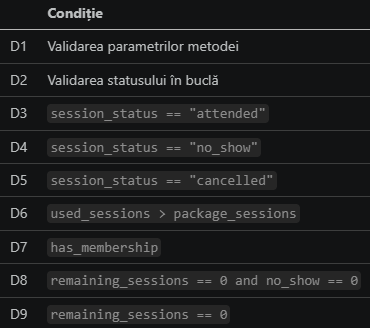 Condiție
D1 Validarea parametrilor metodei
D2 Validarea statusului în buclă
D3 session_status == "attended"
D4 session_status == "no_show"
D5 session_status == "cancelled"
D6 used_sessions > package_sessions
D7 has_membership
D8 remaining_sessions == 0 and no_show == 0
D9 remaining_sessions == 0